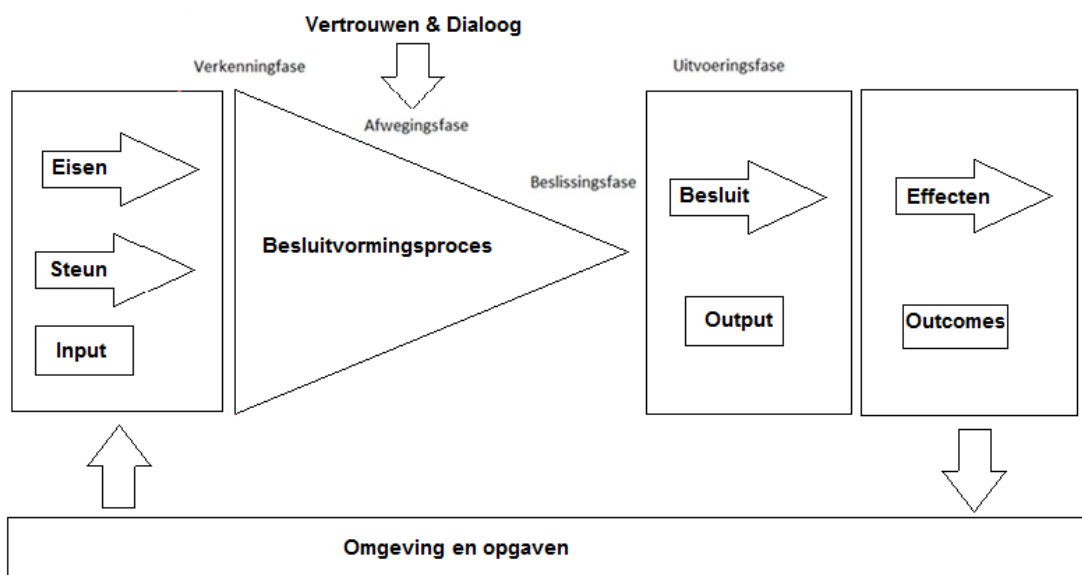 Vertrouwen & Dialoog
Verkenningfase
Uitvoeringsfase
Afwegingsfase
Beslissingsfase
Eisen
Steun
Input
Besluitvormingsproces
Besluit
Output
Effecten
Outcomes
Omgeving en opgaven